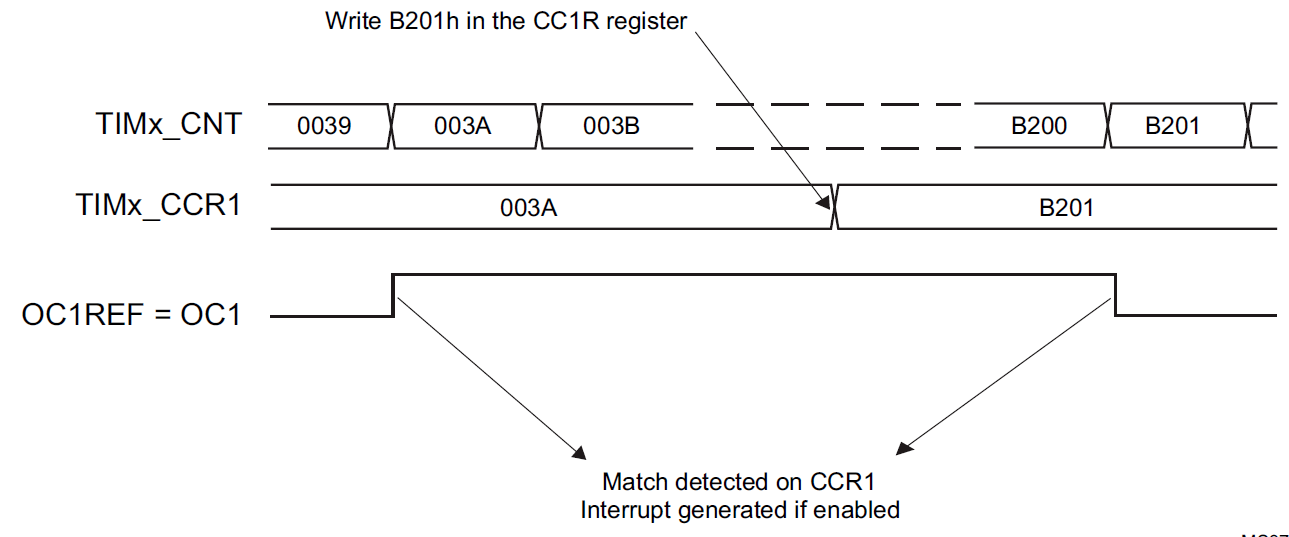 Write B201h in the CC1R register
TIMx_CNT 0039 003A 003B B200 B201
TIMx_CCR1 003A B201
OC1REF = OC1
Match detected on CCR1
Interrupt generated if enabled